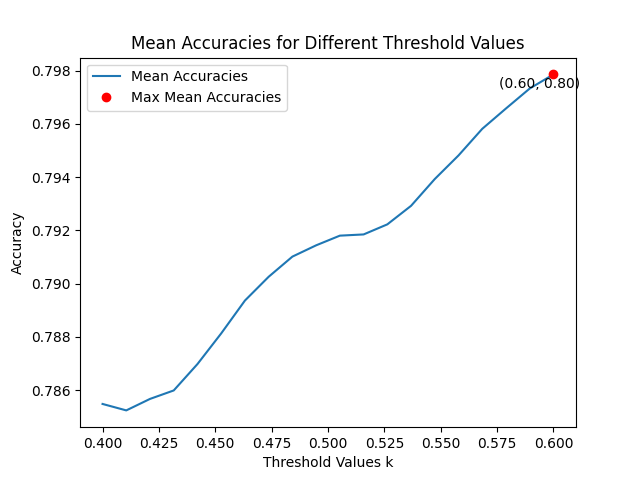 Mean Accuracies for Different Threshold Values
Mean Accuracies
Max Mean Accuracies
(0.60, 0.80)
Accuracy
0.798
0.796
0.794
0.792
0.790
0.788
0.786
0.400 0.425 0.450 0.475 0.500 0.525 0.550 0.575 0.600
Threshold Values k